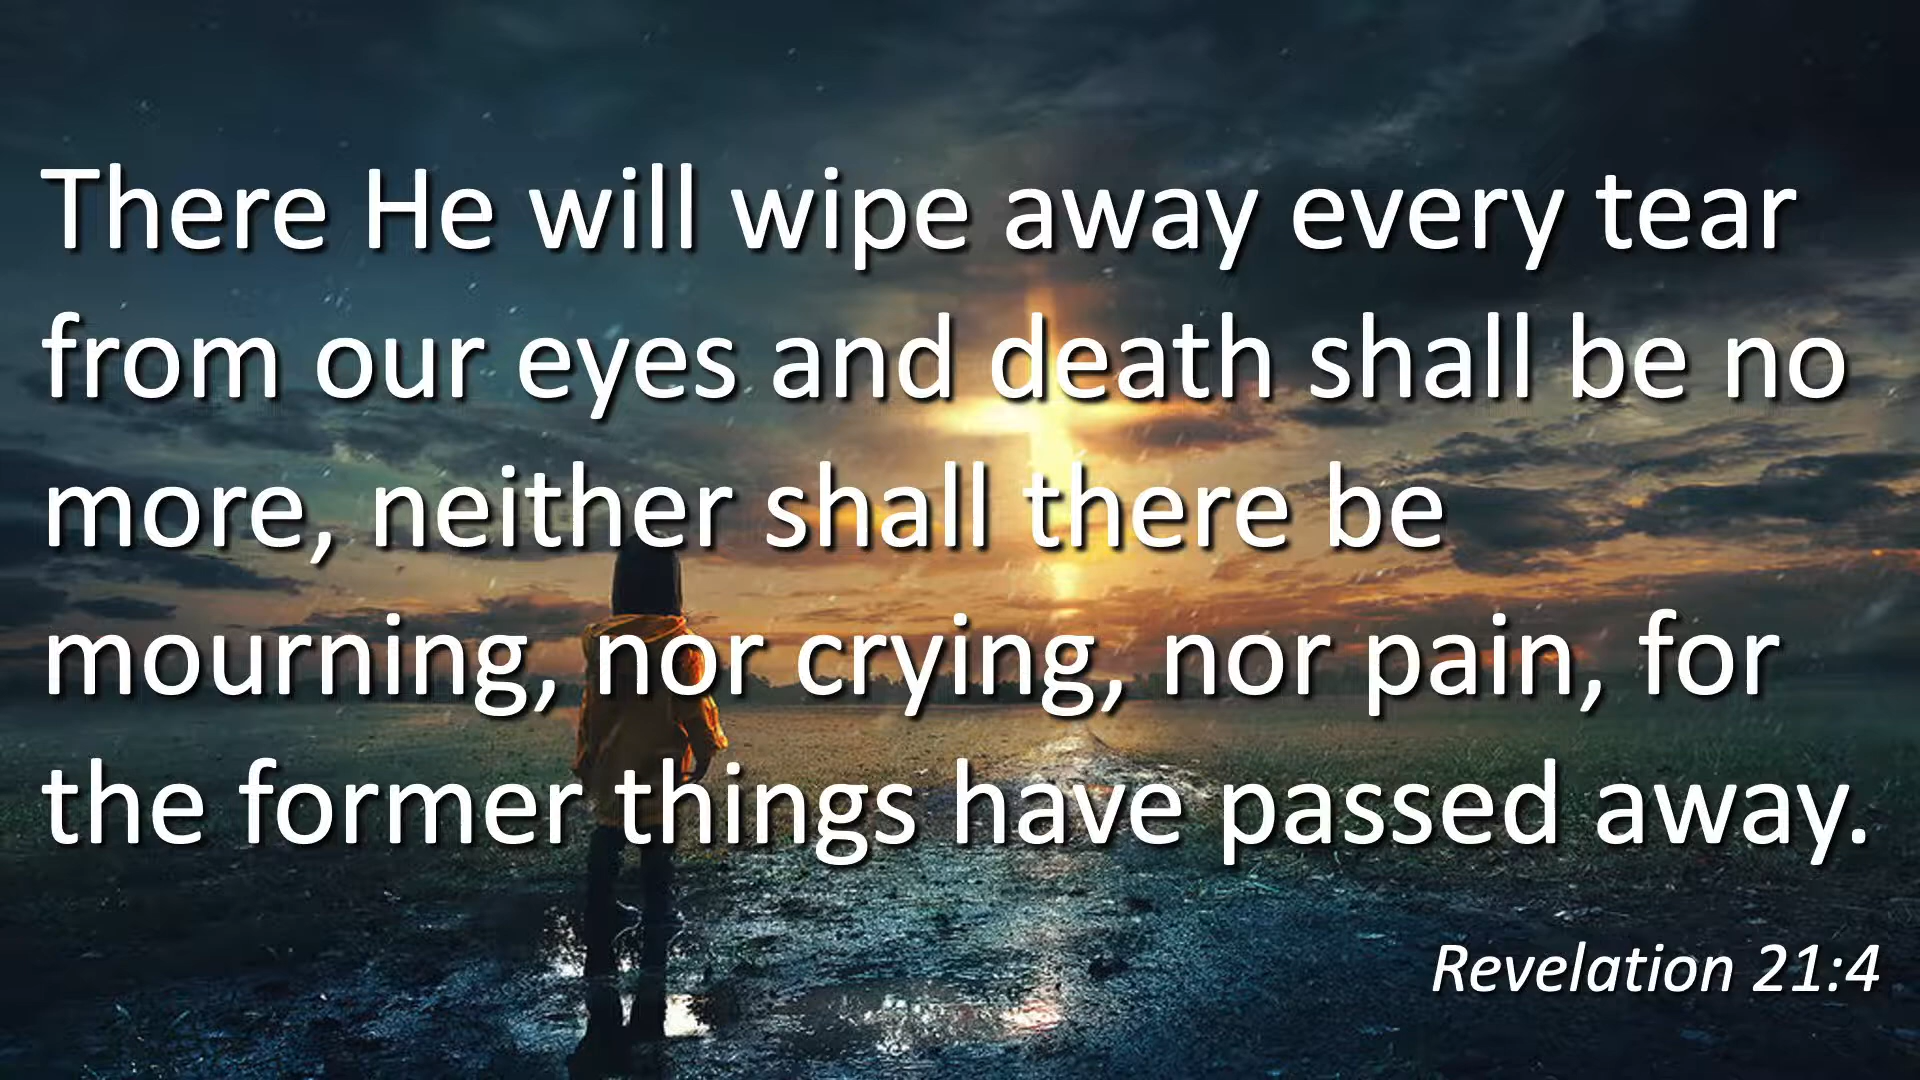 There He will wipe away every tear
from our eyes and death shall be no
more, neither shall there be
mourning, nor crying, nor pain, for
the former things have passed away.
Revelation 21:4